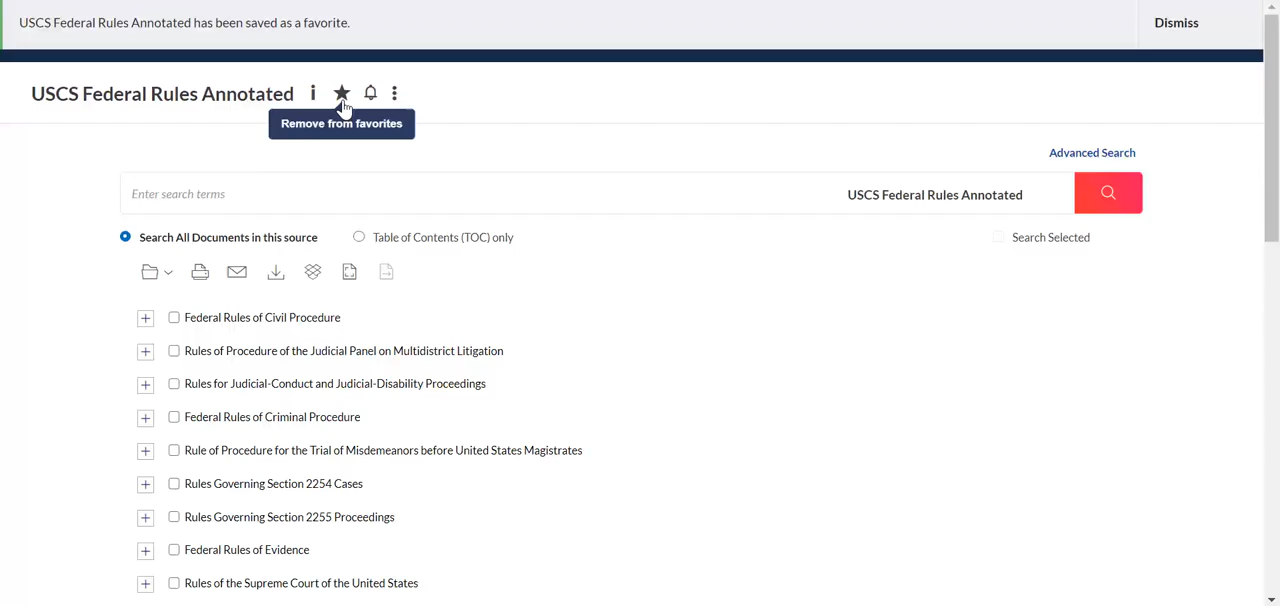 USCS Federal Rules Annotated has been saved as a favorite.
Dismiss
USCS Federal Rules Annotated
Remove from favorites
Advanced Search
Enter search terms
USCS Federal Rules Annotated
Search All Documents in this source
Table of Contents (TOC) only
Search Selected
Federal Rules of Civil Procedure
Rules of Procedure of the Judicial Panel on Multidistrict Litigation
Rules for Judicial-Conduct and Judicial-Disability Proceedings
Federal Rules of Criminal Procedure
Rule of Procedure for the Trial of Misdemeanors before United States Magistrates
Rules Governing Section 2254 Cases
Rules Governing Section 2255 Proceedings
Federal Rules of Evidence
Rules of the Supreme Court of the United States